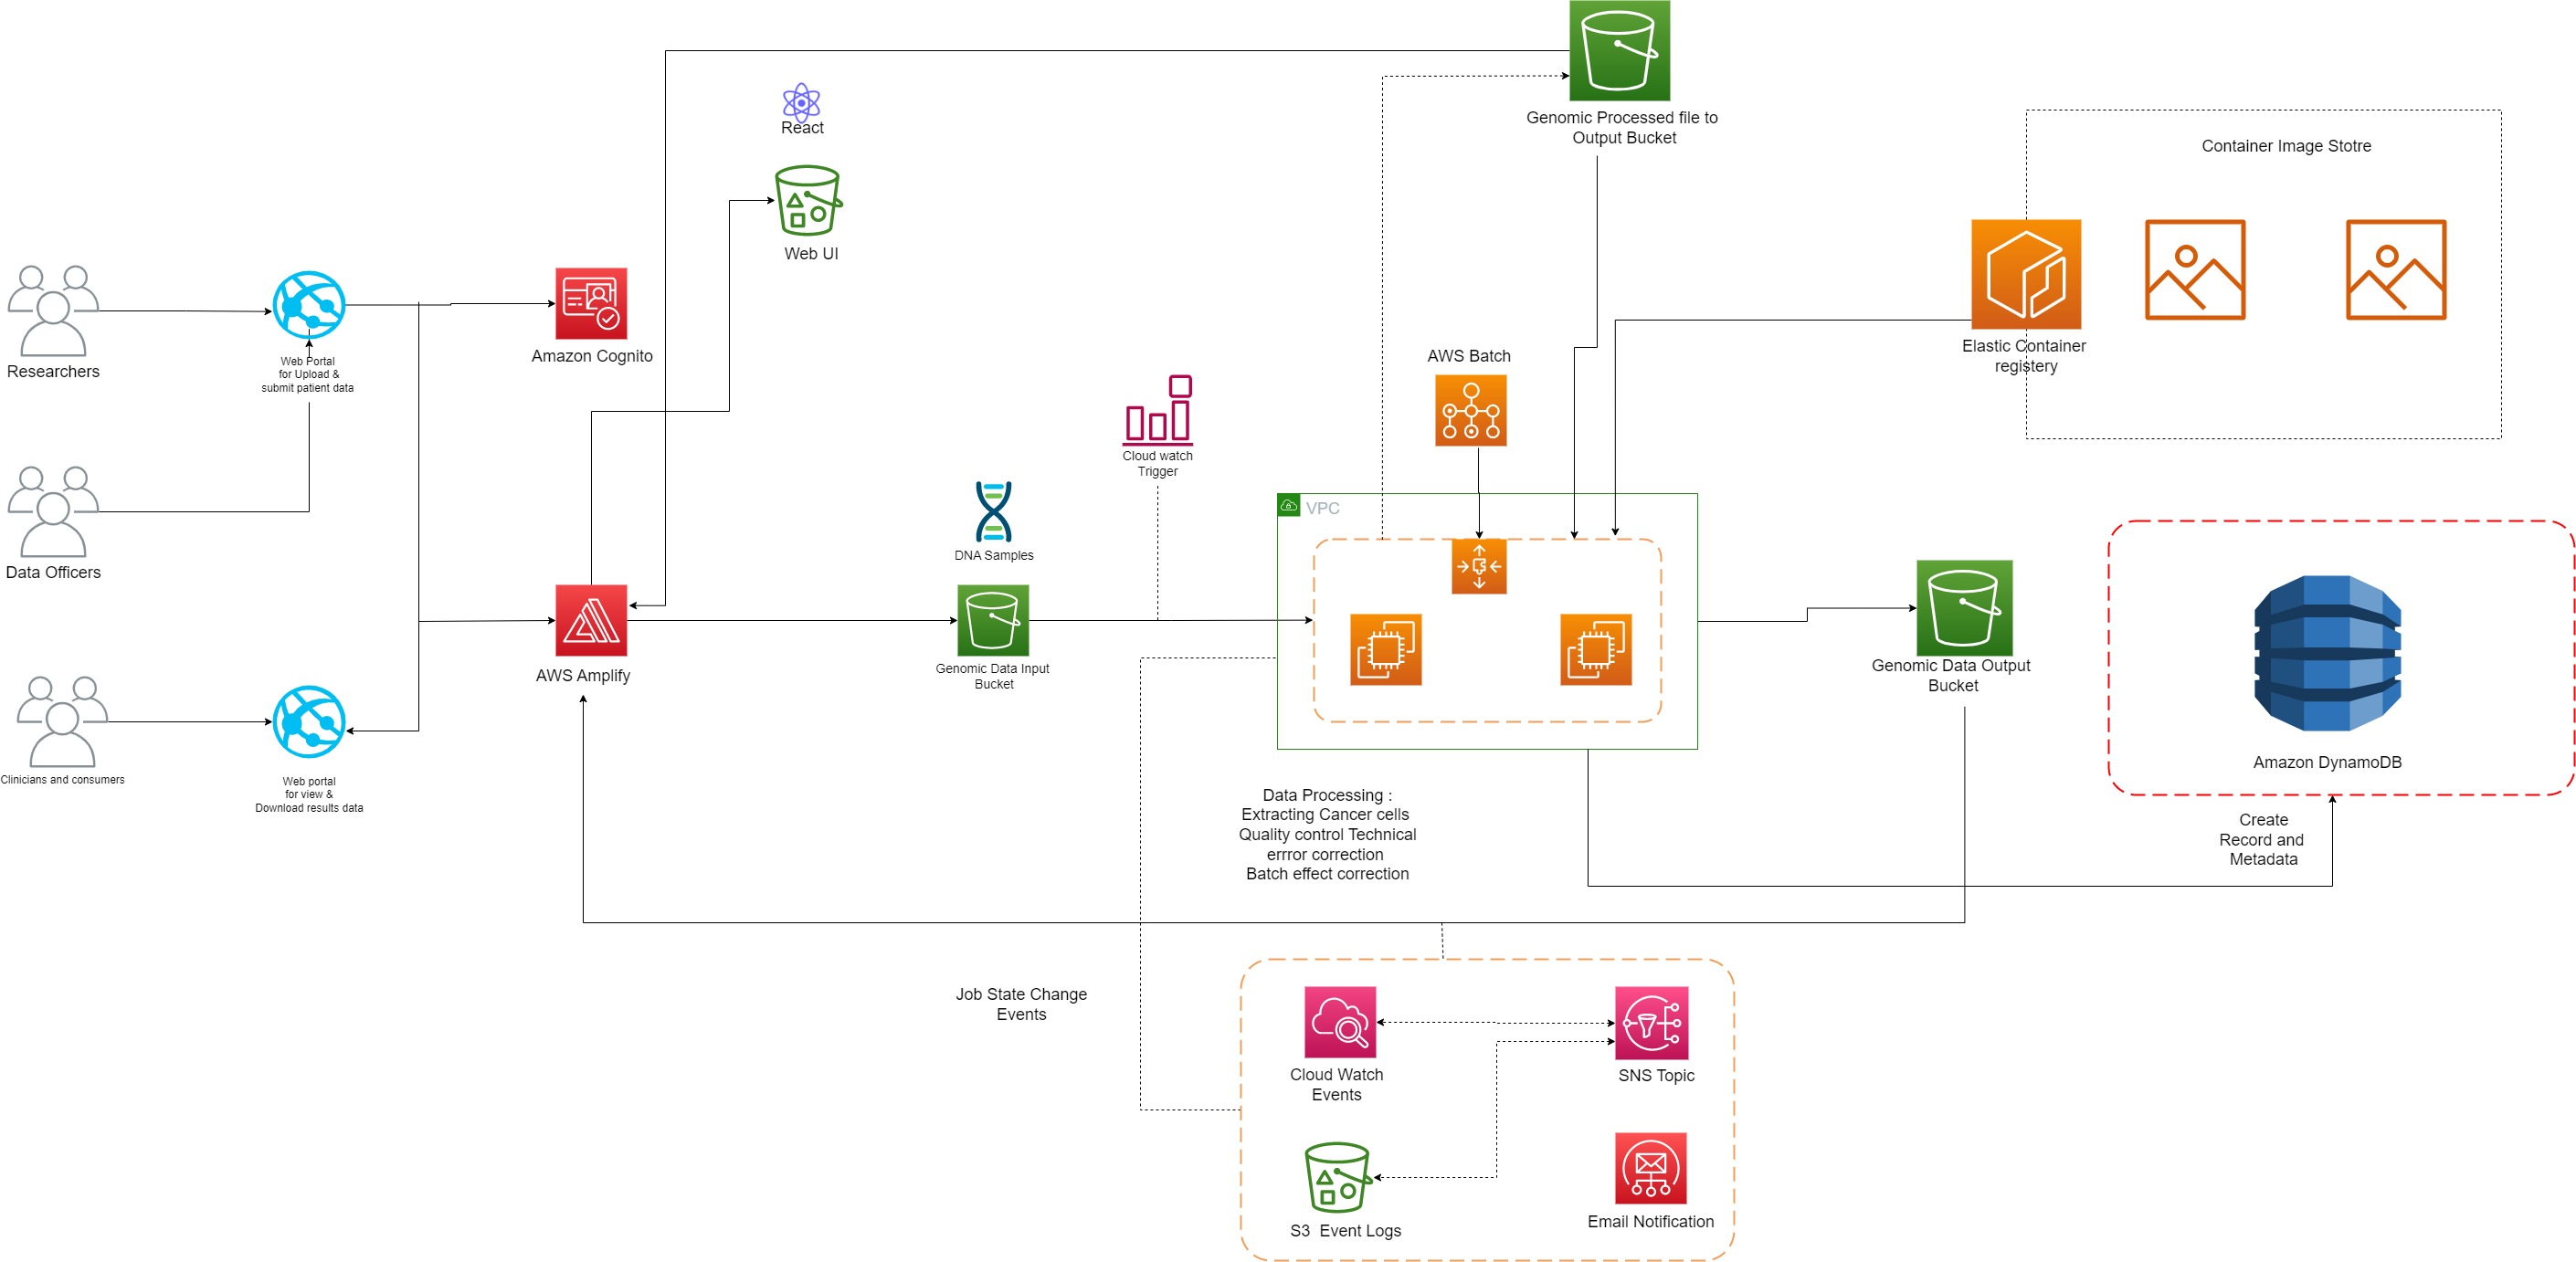 Genomic Processed file to
Output Bucket
React
Container Image Stotre
Web UI
Researchers
Web Portal
for Upload &
submit patient data
Amazon Cognito
Elastic Container
registery
AWS Batch
Cloud watch
Trigger
VPC
DNA Samples
Data Officers
AWS Amplify
Genomic Data Input
Bucket
Genomic Data Output
Bucket
Clinicians and consumers
Web portal
for view &
Download results data
Amazon DynamoDB
Data Processing :
Extracting Cancer cells
Quality control Technical
errror correction
Batch effect correction
Create
Record and
Metadata
Job State Change
Events
Cloud Watch
Events
SNS Topic
S3  Event Logs
Email Notification